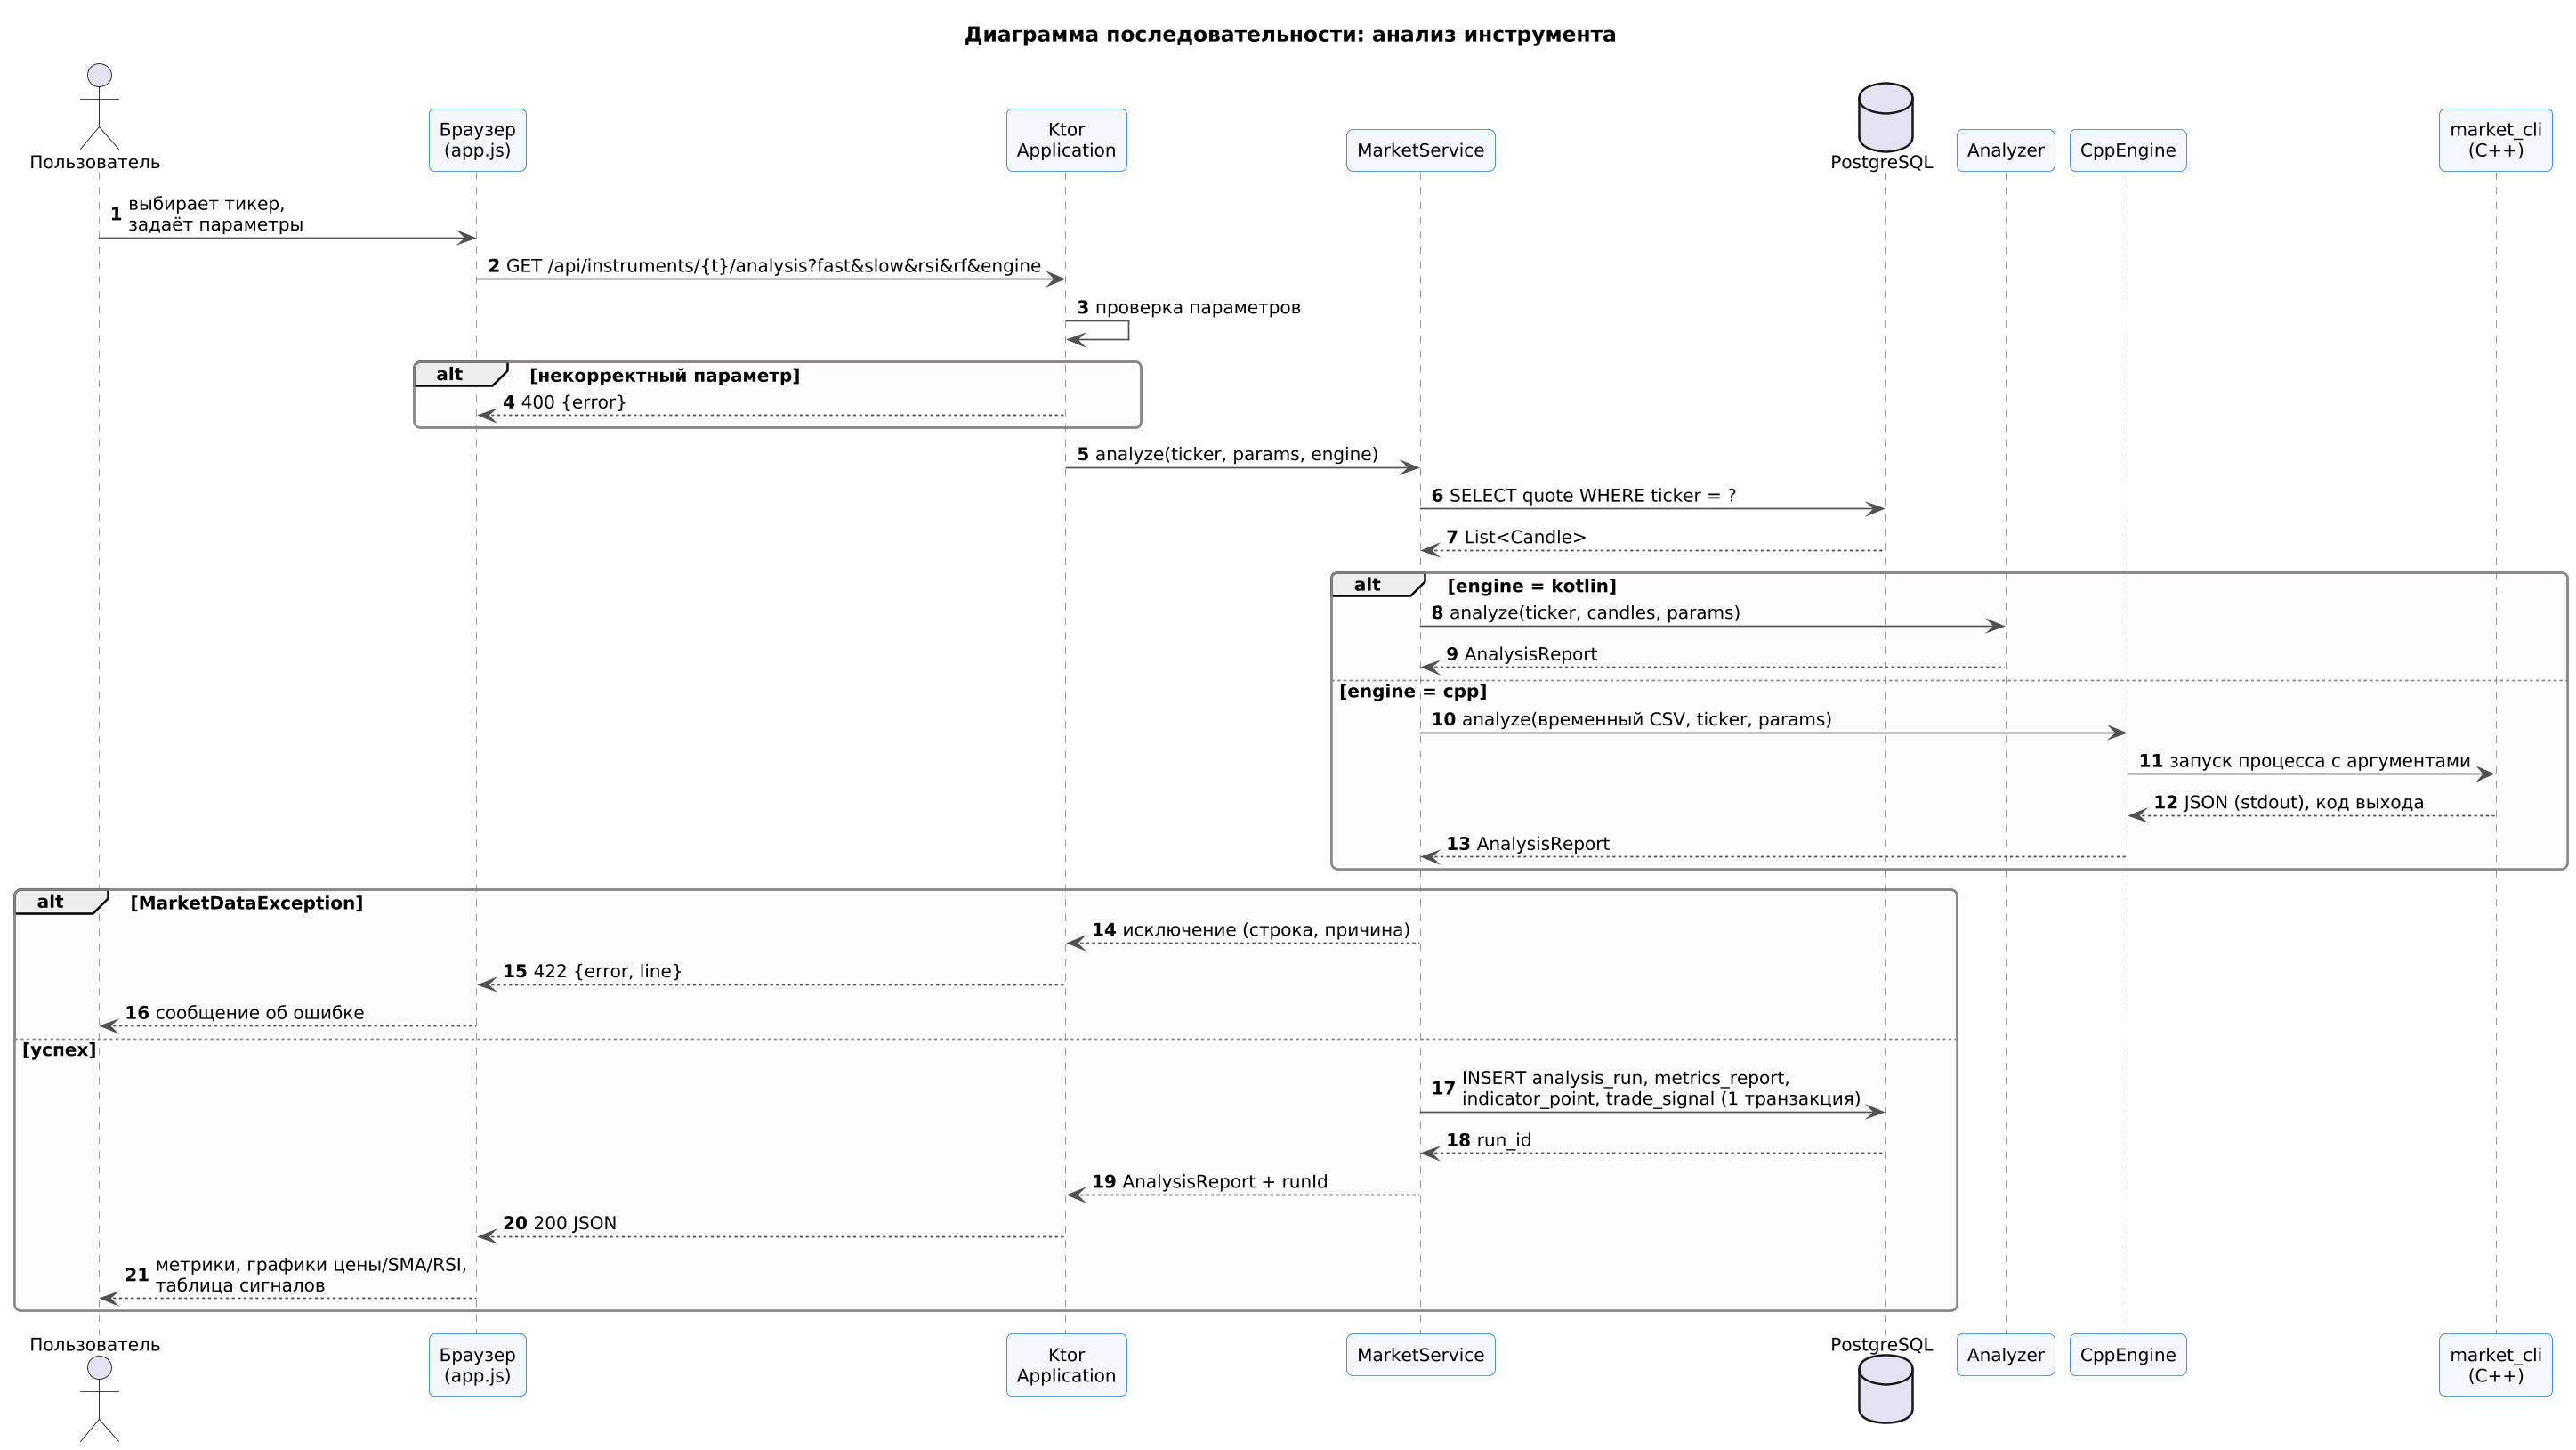 Диаграмма последовательности: анализ инструмента
Пользователь
Браузер
(app.js)
Ktor
Application
MarketService
PostgreSQL
Analyzer
CppEngine
market_cli
(C++)
1 выбирает тикер,
задаёт параметры
2 GET /api/instruments/{t}/analysis?fast&slow&rsi&rf&engine
3 проверка параметров
alt [некорректный параметр]
4 400 {error}
5 analyze(ticker, params, engine)
6 SELECT quote WHERE ticker = ?
7 List<Candle>
alt [engine = kotlin]
8 analyze(ticker, candles, params)
9 AnalysisReport
[engine = cpp]
10 analyze(временный CSV, ticker, params)
11 запуск процесса с аргументами
12 JSON (stdout), код выхода
13 AnalysisReport
alt [MarketDataException]
14 исключение (строка, причина)
15 422 {error, line}
16 сообщение об ошибке
[успех]
17 INSERT analysis_run, metrics_report,
indicator_point, trade_signal (1 транзакция)
18 run_id
19 AnalysisReport + runId
20 200 JSON
21 метрики, графики цены/SMA/RSI,
таблица сигналов
Пользователь
Браузер
(app.js)
Ktor
Application
MarketService
PostgreSQL
Analyzer
CppEngine
market_cli
(C++)